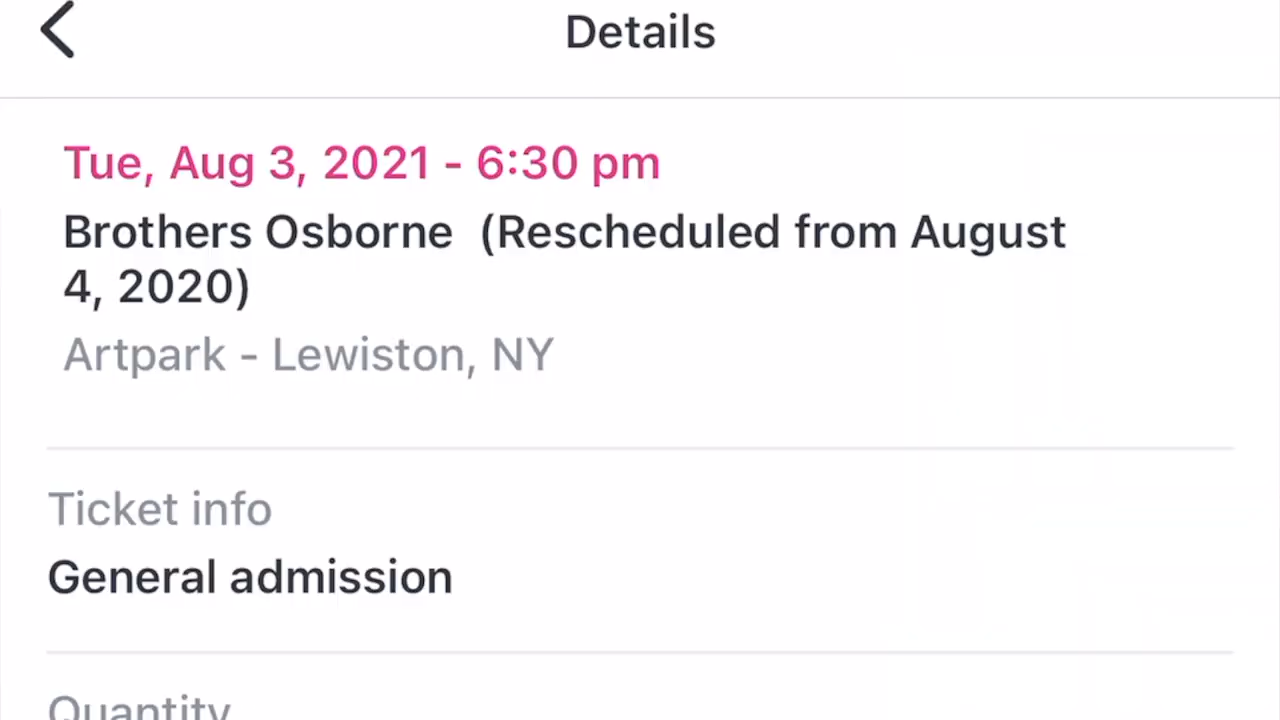 Details
Tue, Aug 3, 2021 - 6:30 pm
Brothers Osborne  (Rescheduled from August
4, 2020)
Artpark - Lewiston, NY
Ticket info
General admission
Quantity